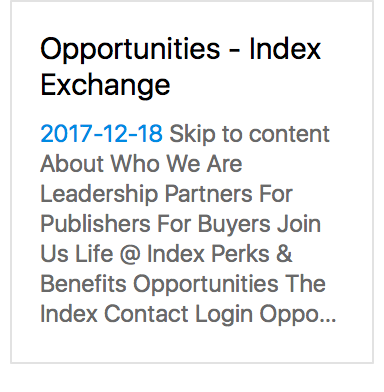 Opportunities - Index
Exchange
2017-12-18 Skip to content
About Who We Are
Leadership Partners For
Publishers For Buyers Join
Us Life @ Index Perks &
Benefits Opportunities The
Index Contact Login Oppo...